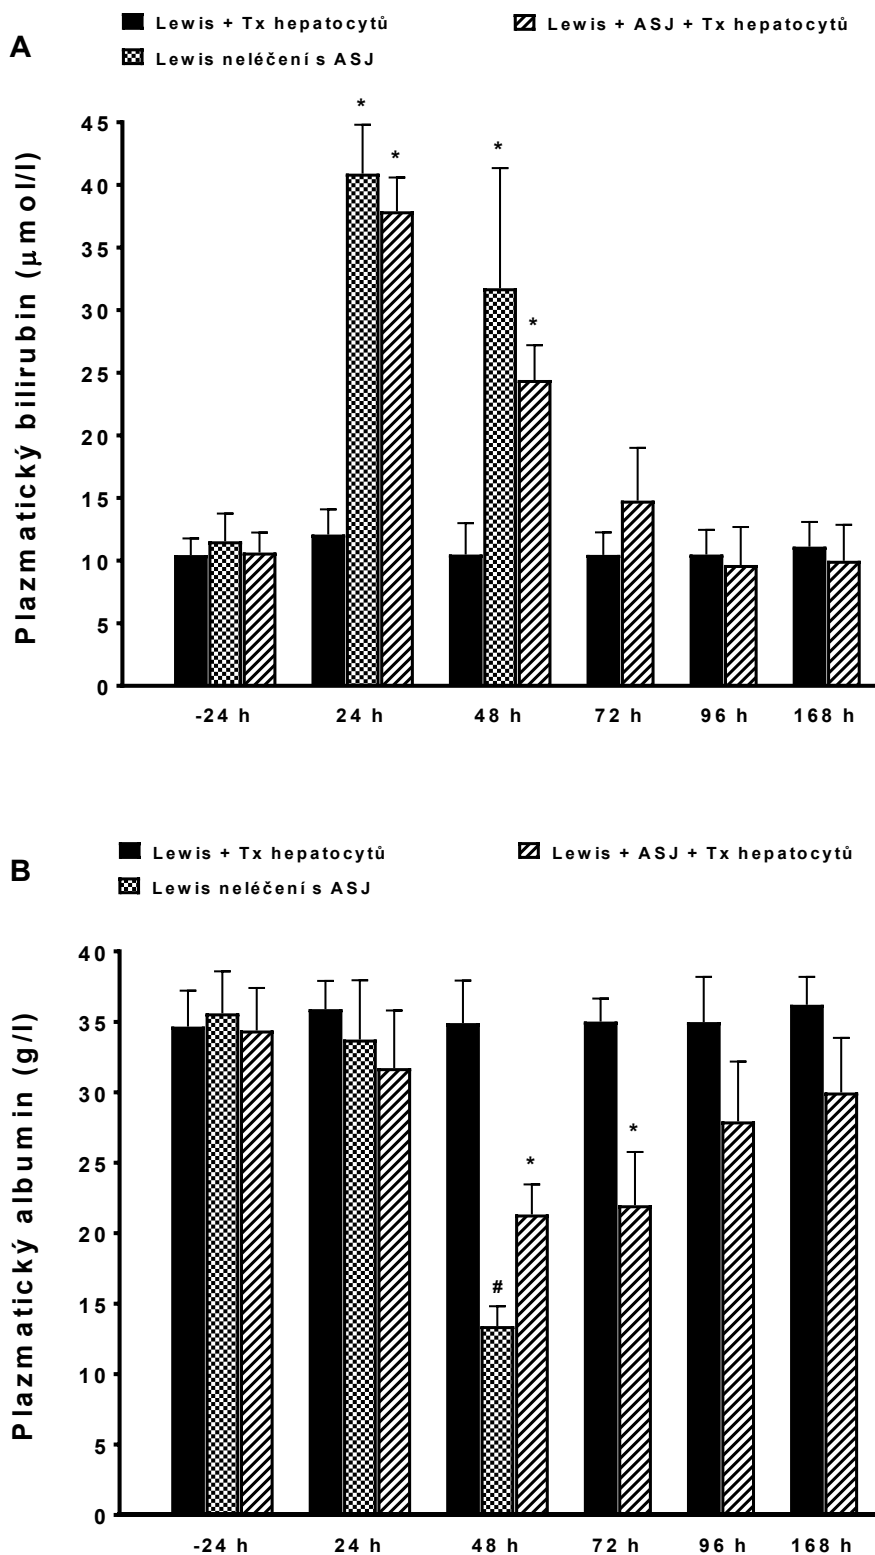 Lewis + Tx hepatocytů
Lewis + ASJ + Tx hepatocytů
A
Lewis neléčení s ASJ
Plazmatický bilirubin (μmol/l)
45
40
35
30
25
20
15
10
5
0
*
*
*
*
-24 h
24 h
48 h
72 h
96 h
168 h
Lewis + Tx hepatocytů
Lewis + ASJ + Tx hepatocytů
B
Lewis neléčení s ASJ
Plazmatický albumin (g/l)
40
35
30
25
20
15
10
5
0
#
*
*
-24 h
24 h
48 h
72 h
96 h
168 h